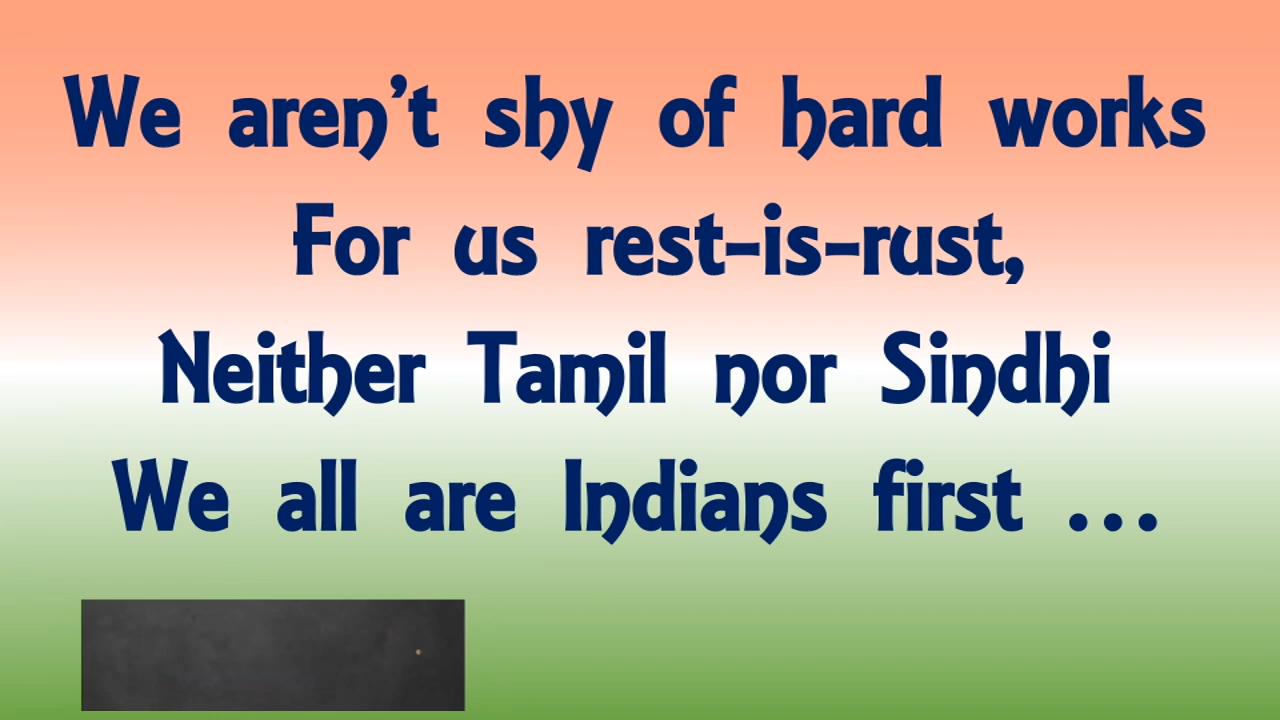 We aren’t shy of hard works
For us rest-is-rust,
Neither Tamil nor Sindhi
We all are Indians first ...